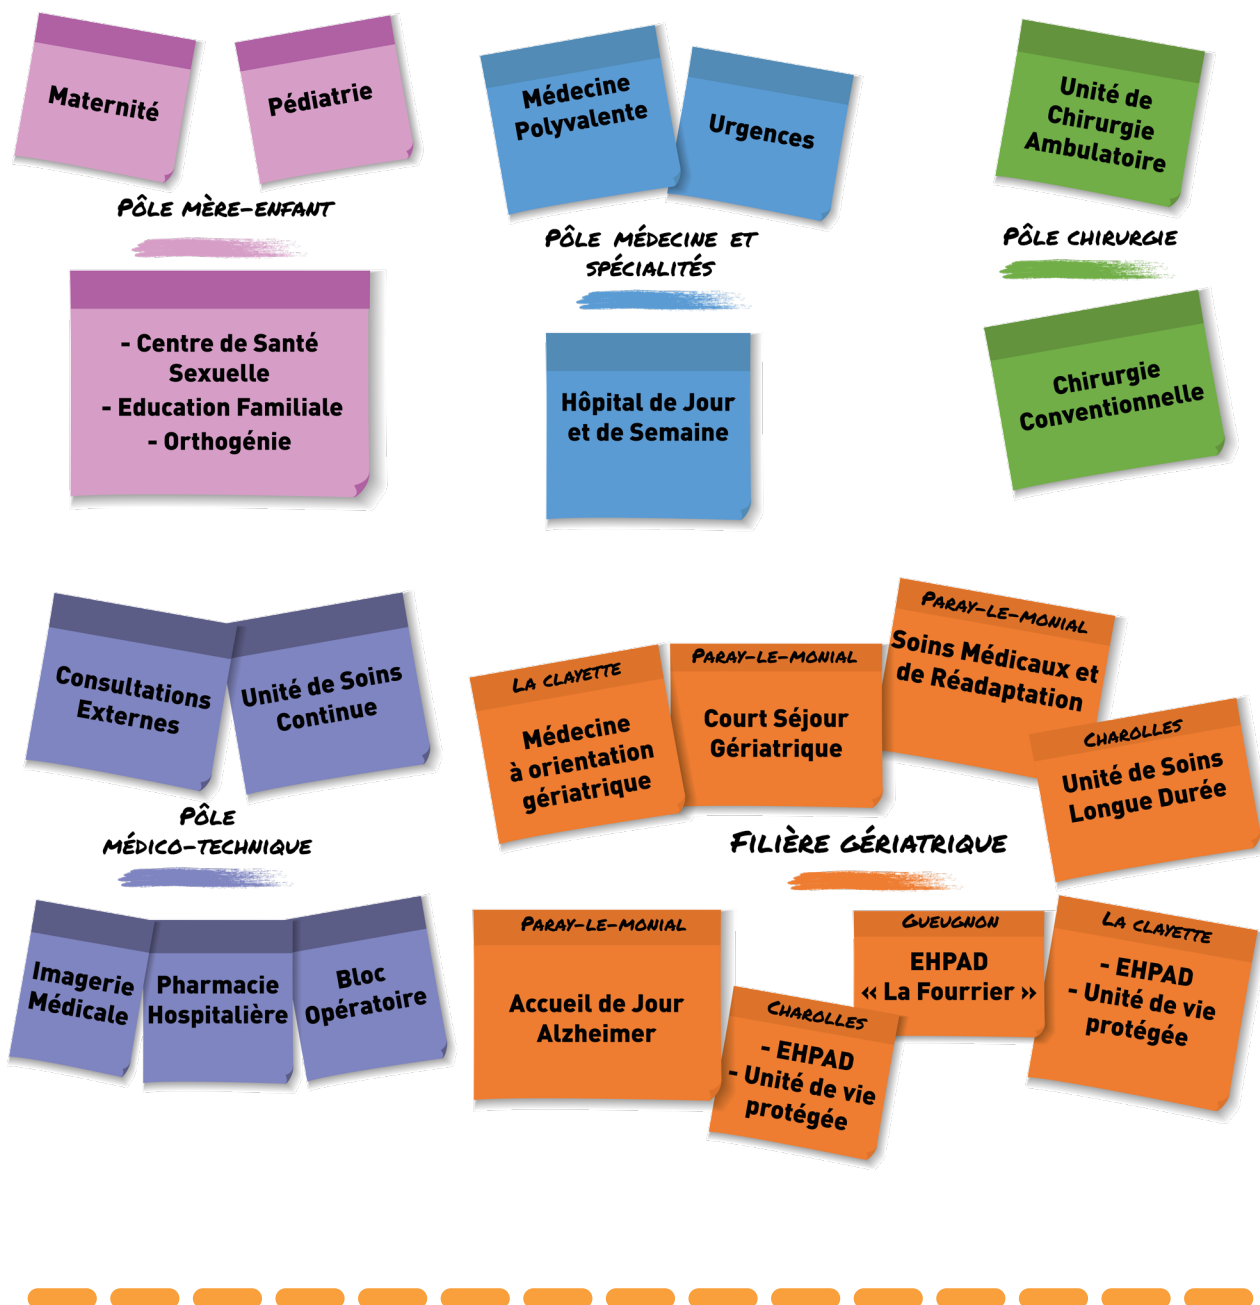 Maternité
Pédiatrie
PÔLE MÈRE-ENFANT
- Centre de Santé
Sexuelle
- Education Familiale
- Orthogénie
Médecine
Polyvalente
Urgences
PÔLE MÉDECINE ET
SPÉCIALITÉS
Hôpital de Jour
et de Semaine
Unité de
Chirurgie
Ambulatoire
PÔLE CHIRURGIE
Chirurgie
Conventionnelle
Consultations
Externes
Unité de Soins
Continue
PÔLE
MÉDICO-TECHNIQUE
Imagerie
Médicale
Pharmacie
Hospitalière
Bloc
Opératoire
LA CLAYETTE
Médecine
à orientation
gériatrique
PARAY-LE-MONIAL
Court Séjour
Gériatrique
PARAY-LE-MONIAL
Soins Médicaux et
de Réadaptation
CHAROLLES
Unité de Soins
Longue Durée
FILIÈRE GÉRIATRIQUE
PARAY-LE-MONIAL
Accueil de Jour
Alzheimer
CHAROLLES
- EHPAD
- Unité de vie
protégée
GUEUGNON
EHPAD
« La Fourrier »
LA CLAYETTE
- EHPAD
- Unité de vie
protégée